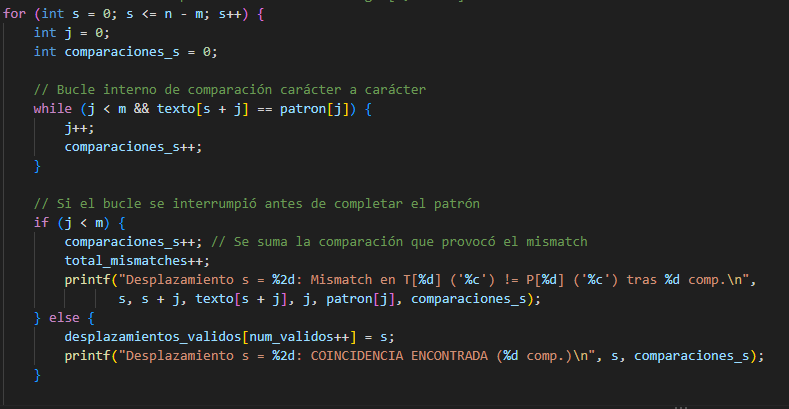 for (int s = 0; s <= n - m; s++) {
    int j = 0;
    int comparaciones_s = 0;

    // Bucle interno de comparación carácter a carácter
    while (j < m && texto[s + j] == patron[j]) {
        j++;
        comparaciones_s++;
    }

    // Si el bucle se interrumpió antes de completar el patrón
    if (j < m) {
        comparaciones_s++; // Se suma la comparación que provocó el mismatch
        total_mismatches++;
        printf("Desplazamiento s = %2d: Mismatch en T[%d] ('%c') != P[%d] ('%c') tras %d comp.\n",
               s, s + j, texto[s + j], j, patron[j], comparaciones_s);
    } else {
        desplazamientos_validos[num_validos++] = s;
        printf("Desplazamiento s = %2d: COINCIDENCIA ENCONTRADA (%d comp.)\n", s, comparaciones_s);
    }